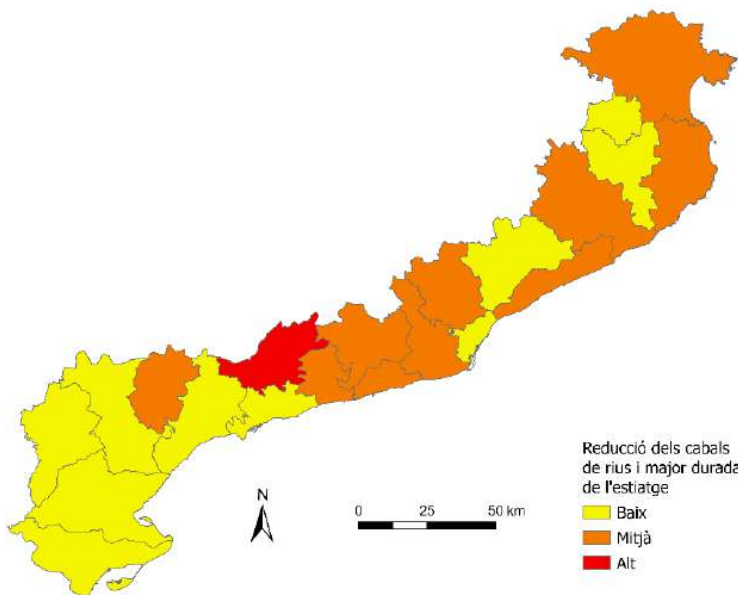 Reducció dels cabals
de rius i major durada
de l'estiatge
Baix
Mitjà
Alt
N
0 25 50 km